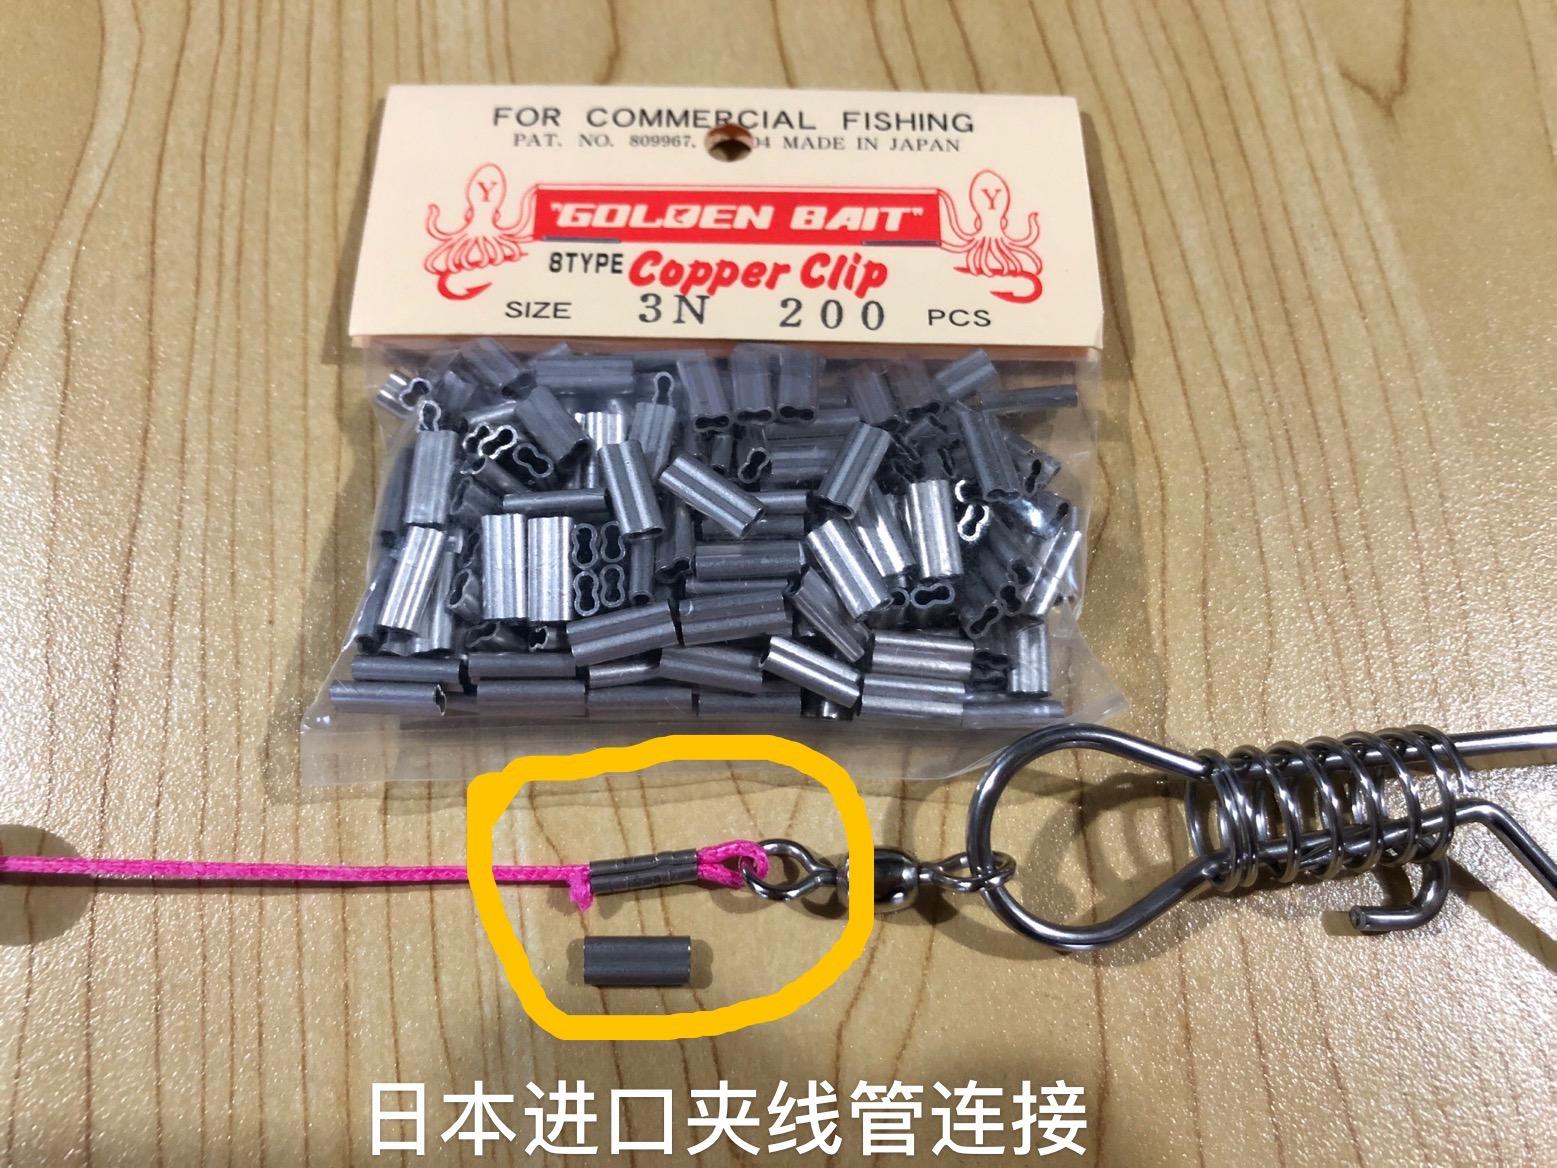 FOR COMMERCIAL FISHING
PAT. NO. 809967, 04 MADE IN JAPAN
Y Y
"GOLDEN BAIT"
8TYPE Copper Clip
SIZE 3N 200 PCS
日本进口夹线管连接